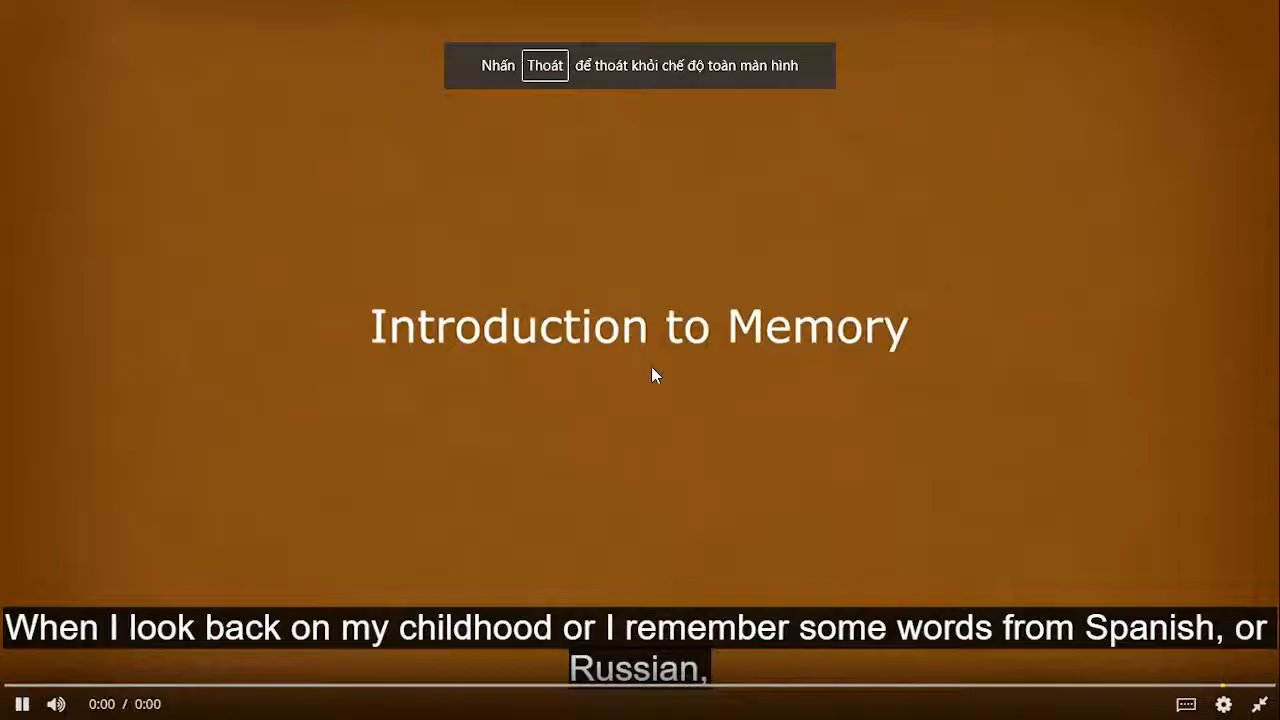 Nhấn Thoát để thoát khỏi chế độ toàn màn hình
Introduction to Memory
When I look back on my childhood or I remember some words from Spanish, or
Russian,
0:00 / 0:00